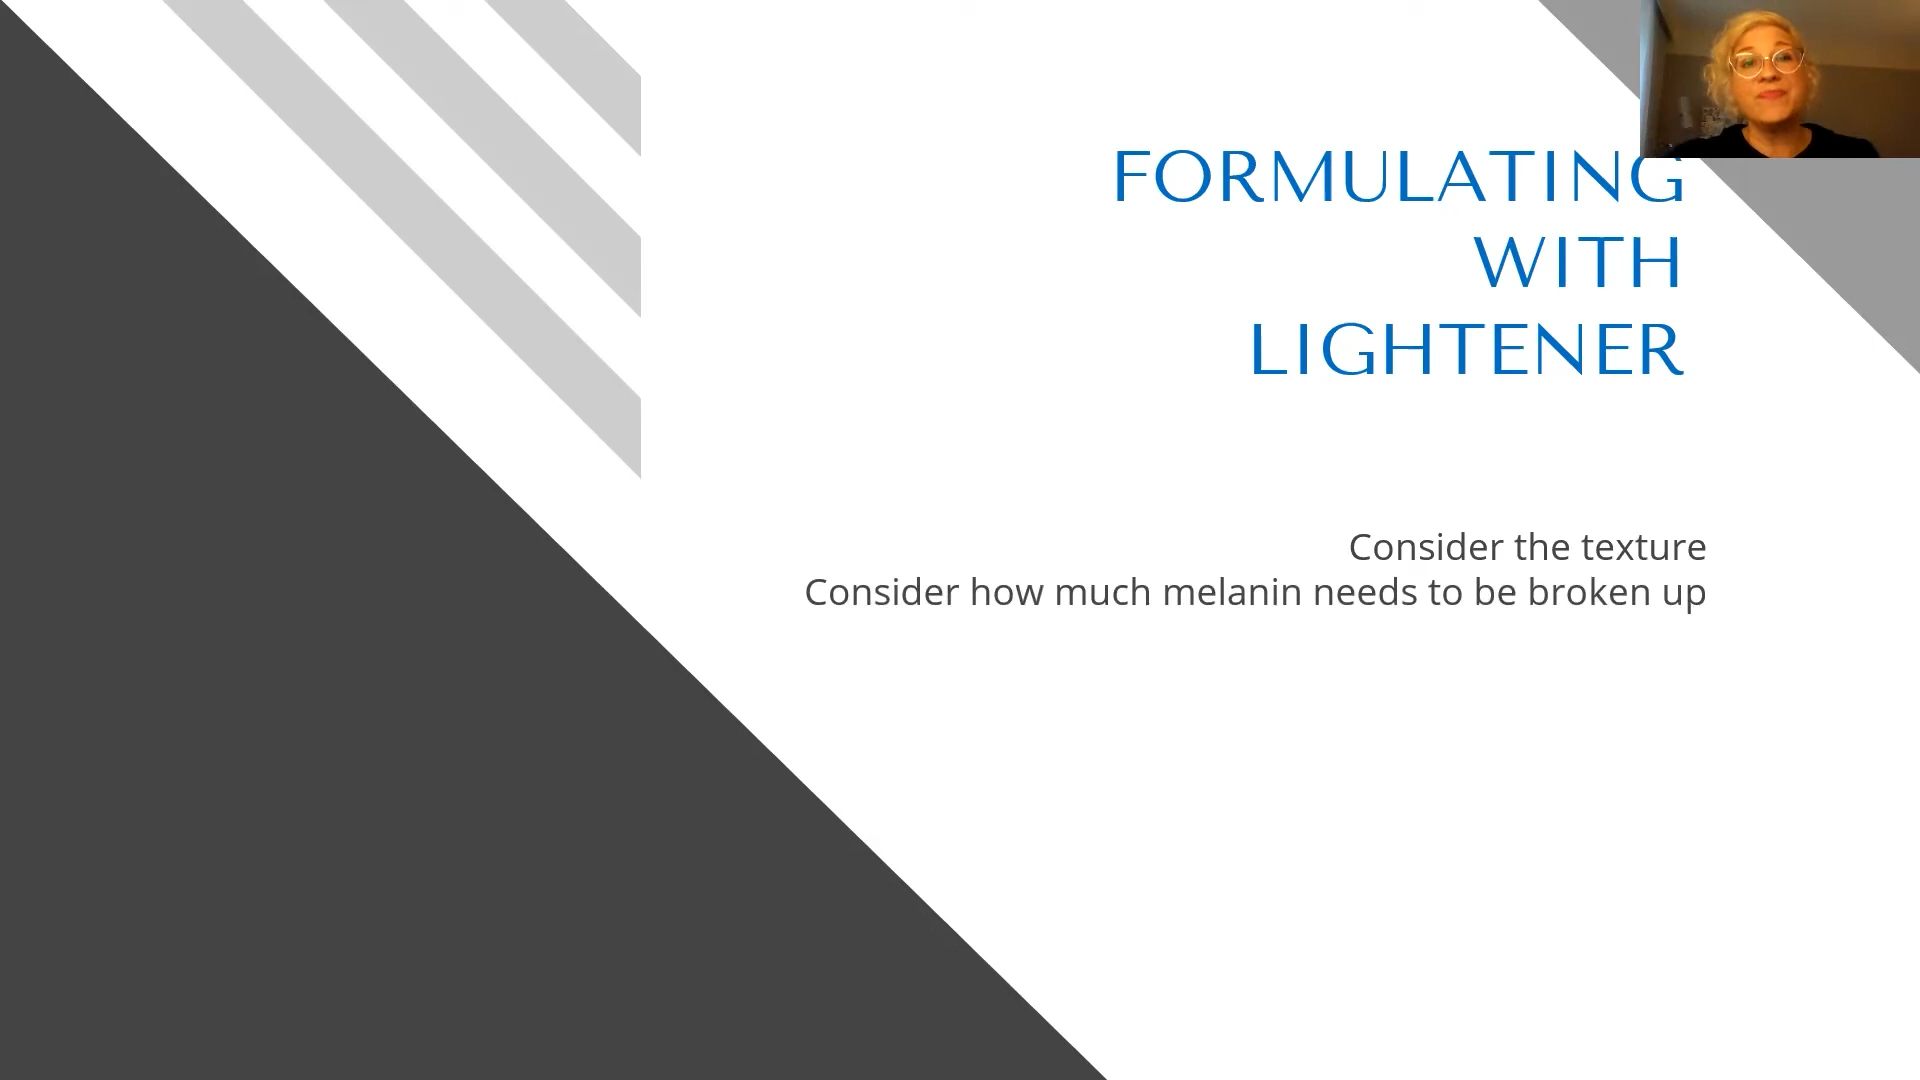 FORMULATING
WITH
LIGHTENER
Consider the texture
Consider how much melanin needs to be broken up